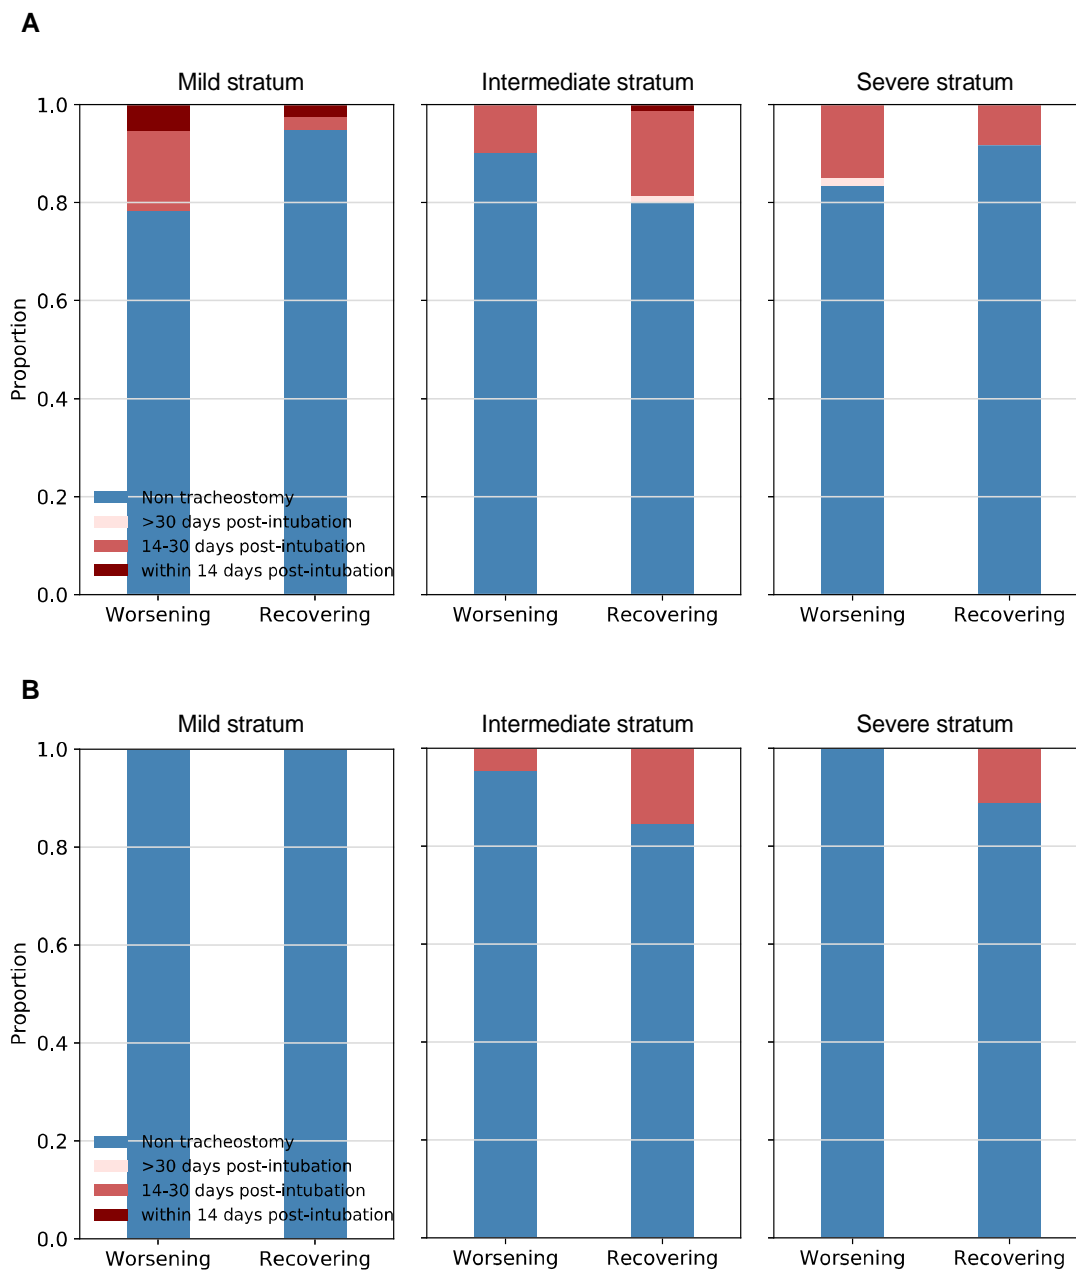 A
Mild stratum
Intermediate stratum
Severe stratum
1.0
0.8
0.6
0.4
0.2
0.0
Proportion
Non tracheostomy
>30 days post-intubation
14-30 days post-intubation
within 14 days post-intubation
Worsening
Recovering
Worsening
Recovering
Worsening
Recovering
B
Mild stratum
Intermediate stratum
Severe stratum
1.0
0.8
0.6
0.4
0.2
0.0
Proportion
Non tracheostomy
>30 days post-intubation
14-30 days post-intubation
within 14 days post-intubation
Worsening
Recovering
Worsening
Recovering
Worsening
Recovering